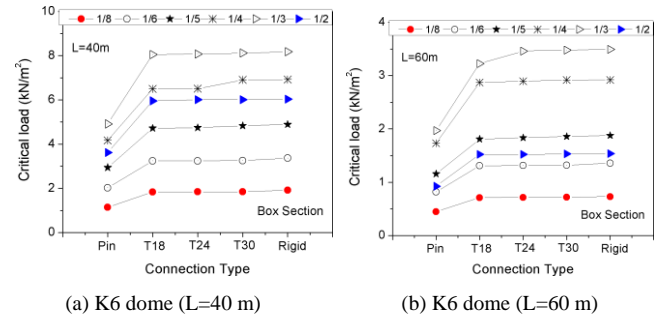 1/8 1/6 1/5 1/4 1/3 1/2
10
8
6
4
2
0
Critical load (kN/m²)
L=40m
Box Section
Pin T18 T24 T30 Rigid
Connection Type
(a) K6 dome (L=40 m)
1/8 1/6 1/5 1/4 1/3 1/2
4
3
2
1
0
Critical load (kN/m²)
L=60m
Box Section
Pin T18 T24 T30 Rigid
Connection Type
(b) K6 dome (L=60 m)